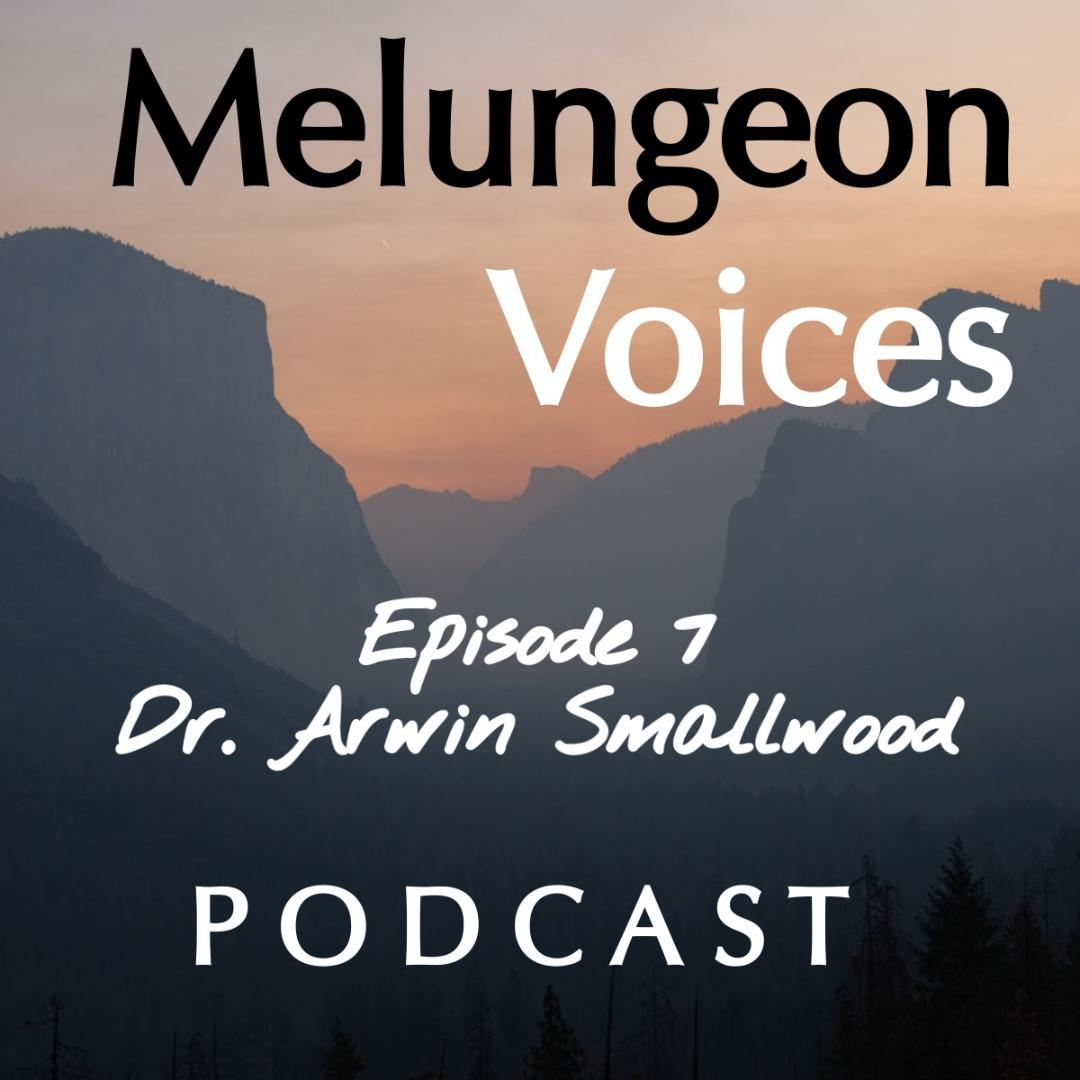 Melungeon
Voices
Episode 7
Dr. Arwin Smallwood
PODCAST